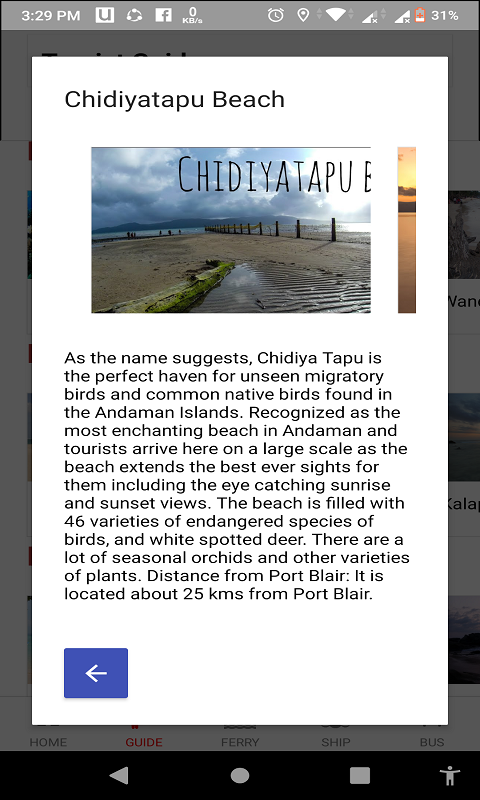 3:29 PM
0
KB/s
31%
Chidiyatapu Beach
CHIDIYATAPU B
As the name suggests, Chidiya Tapu is
the perfect haven for unseen migratory
birds and common native birds found in
the Andaman Islands. Recognized as the
most enchanting beach in Andaman and
tourists arrive here on a large scale as the
beach extends the best ever sights for
them including the eye catching sunrise
and sunset views. The beach is filled with
46 varieties of endangered species of
birds, and white spotted deer. There are a
lot of seasonal orchids and other varieties
of plants. Distance from Port Blair: It is
located about 25 kms from Port Blair.
HOME GUIDE FERRY SHIP BUS